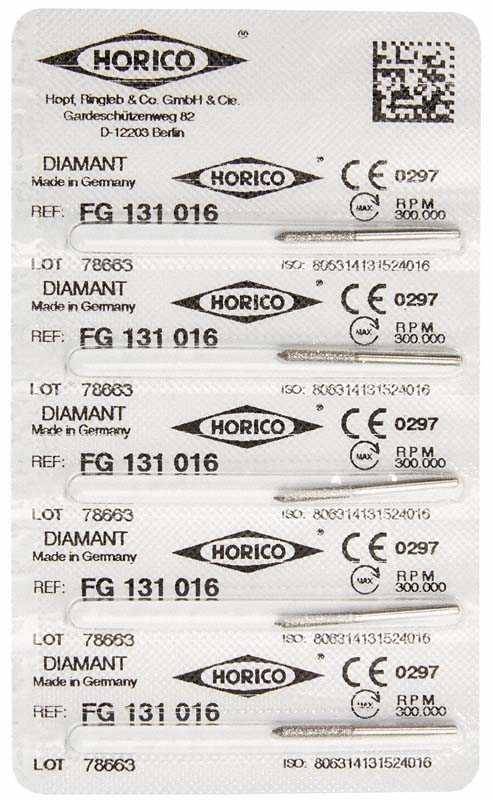 HORICO ®
Hopf, Ringleb & Co. GmbH & Cie.
Gardeschützenweg 82
D-12203 Berlin
DIAMANT
Made in Germany
HORICO ®
CE 0297
REF: FG 131 016
MAX RPM
300.000
LOT 78663 ISO: 806314131524016
DIAMANT
Made in Germany
HORICO ®
CE 0297
REF: FG 131 016
MAX RPM
300.000
LOT 78663 ISO: 806314131524016
DIAMANT
Made in Germany
HORICO ®
CE 0297
REF: FG 131 016
MAX RPM
300.000
LOT 78663 ISO: 806314131524016
DIAMANT
Made in Germany
HORICO ®
CE 0297
REF: FG 131 016
MAX RPM
300.000
LOT 78663 ISO: 806314131524016
DIAMANT
Made in Germany
HORICO ®
CE 0297
REF: FG 131 016
MAX RPM
300.000
LOT 78663 ISO: 806314131524016